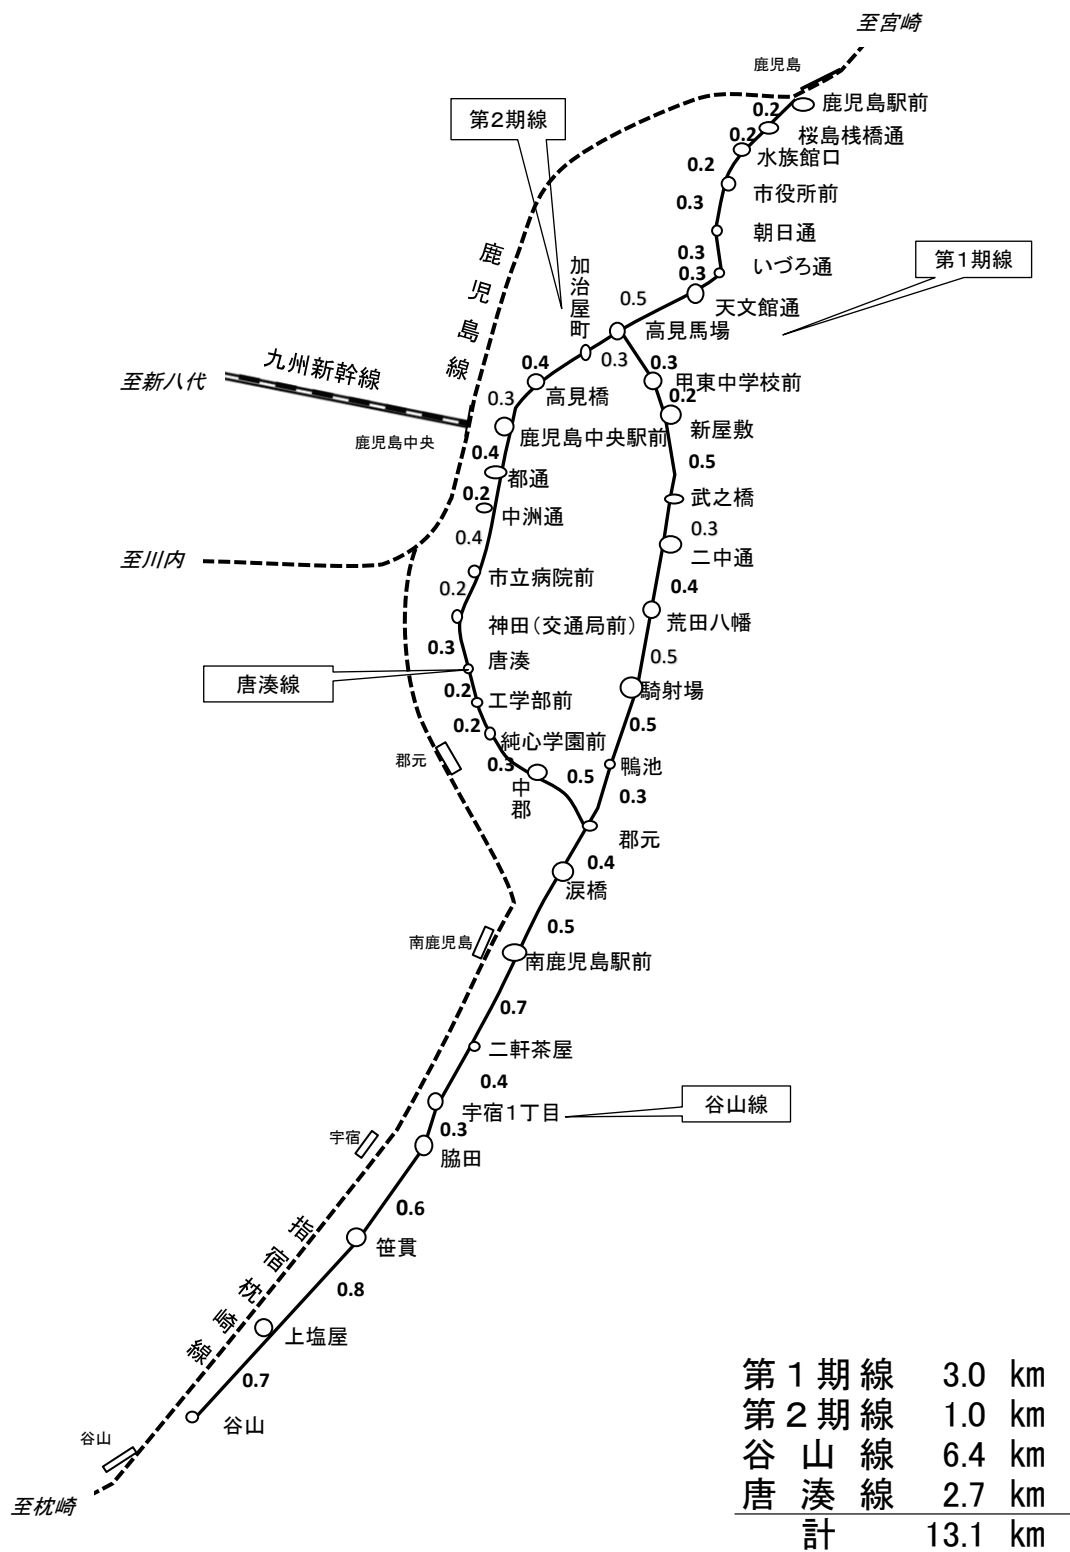 至宮崎
鹿児島
鹿児島駅前
0.2
桜島桟橋通
第2期線
0.2
水族館口
0.2
市役所前
0.3
朝日通
0.3
いづろ通
第1期線
0.3
天文館通
鹿児島線
加治屋町
0.5
高見馬場
0.3
0.3
甲東中学校前
0.4
高見橋
0.2
新屋敷
九州新幹線
至新八代
鹿児島中央
0.3
鹿児島中央駅前
0.4
都通
0.5
武之橋
0.2
中洲通
0.3
二中通
0.4
至川内
市立病院前
0.4
0.2
荒田八幡
神田(交通局前)
0.3
唐湊
0.5
唐湊線
騎射場
0.2
工学部前
0.5
0.2
純心学園前
郡元
0.3
中郡
0.5
鴨池
0.3
郡元
0.4
涙橋
0.5
南鹿児島
南鹿児島駅前
0.7
二軒茶屋
0.4
宇宿1丁目
谷山線
0.3
宇宿
脇田
0.6
笹貫
指宿枕崎線
0.8
上塩屋
0.7
谷山
谷山
至枕崎
第1期線 3.0 km
第2期線 1.0 km
谷山線 6.4 km
唐湊線 2.7 km
計 13.1 km